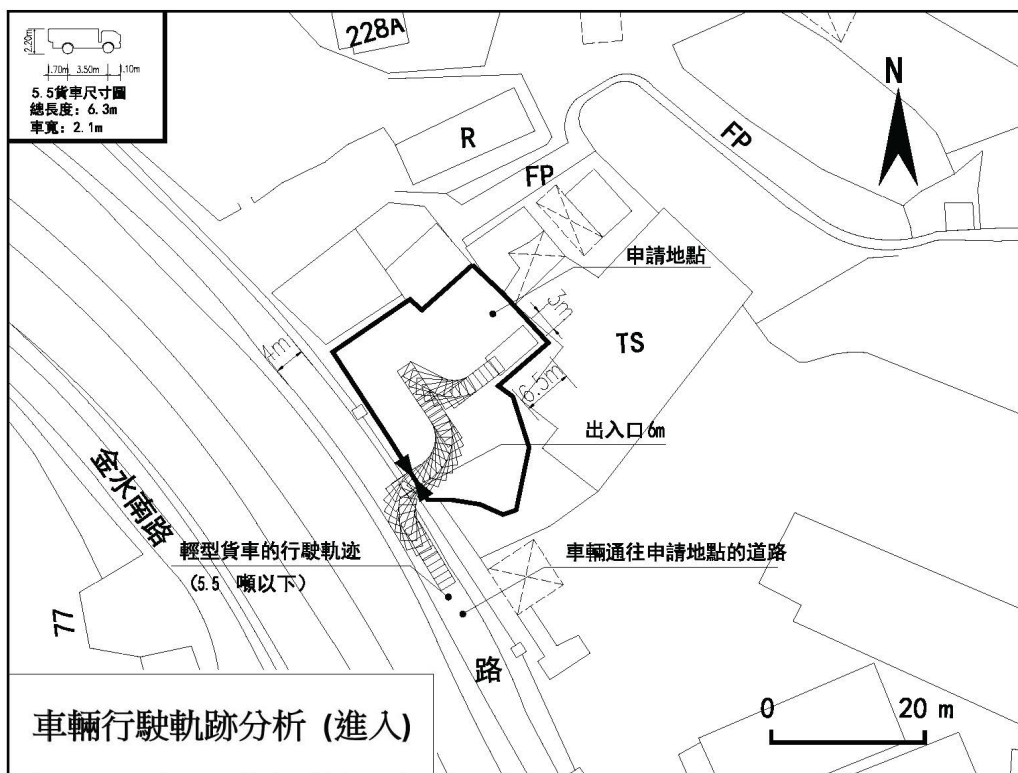 228A
2.20m
1.70m 3.50m 1.10m
5.5貨車尺寸圖
總長度: 6.3m
車寬: 2.1m
N
R
FP
FP
申請地點
3m
TS
4m
6.5m
出入口6m
金水南路
輕型貨車的行駛軌迹
(5.5 噸以下)
車輛通往申請地點的道路
77
路
0 20 m
車輛行駛軌跡分析 (進入)